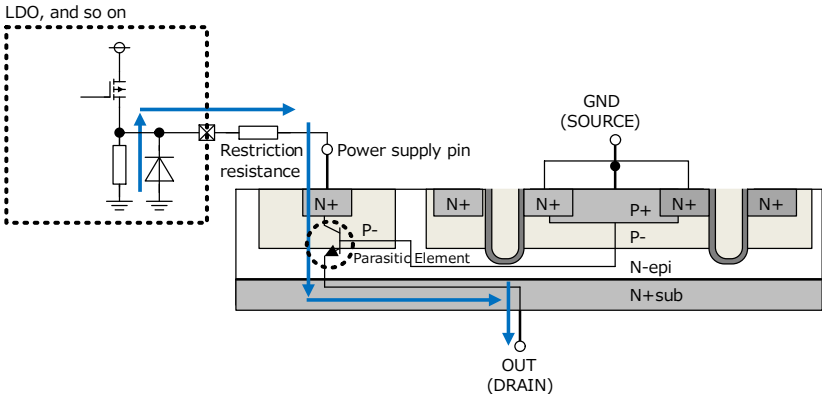 LDO, and so on
GND
(SOURCE)
Restriction
resistance
Power supply pin
N+
N+
N+
P+
N+
N+
P-
P-
Parasitic Element
N-epi
N+sub
OUT
(DRAIN)